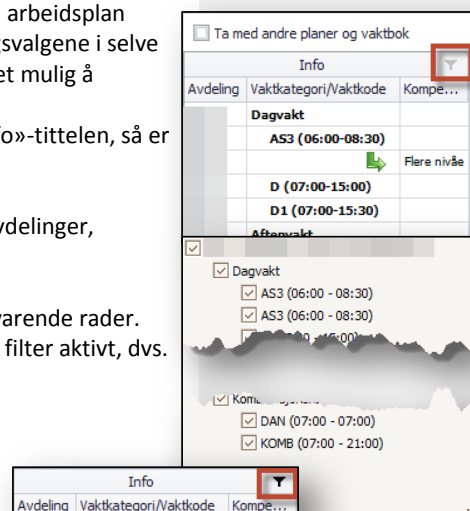 arbeidsplan
svalgene i selve
et mulig å
o»-tittelen, så er
vdelinger,
varende rader.
filter aktivt, dvs.
Ta med andre planer og vaktbok
Info
Avdeling Vaktkategori/Vaktkode Kompe...
Dagvakt
AS3 (06:00-08:30)
Flere nivåe
D (07:00-15:00)
D1 (07:00-15:30)
Aftenvakt
Dagvakt
AS3 (06:00 - 08:30)
AS3 (06:00 - 08:30)
DAN (07:00 - 07:00)
KOMB (07:00 - 21:00)
Info
Avdeling Vaktkategori/Vaktkode Kompe...